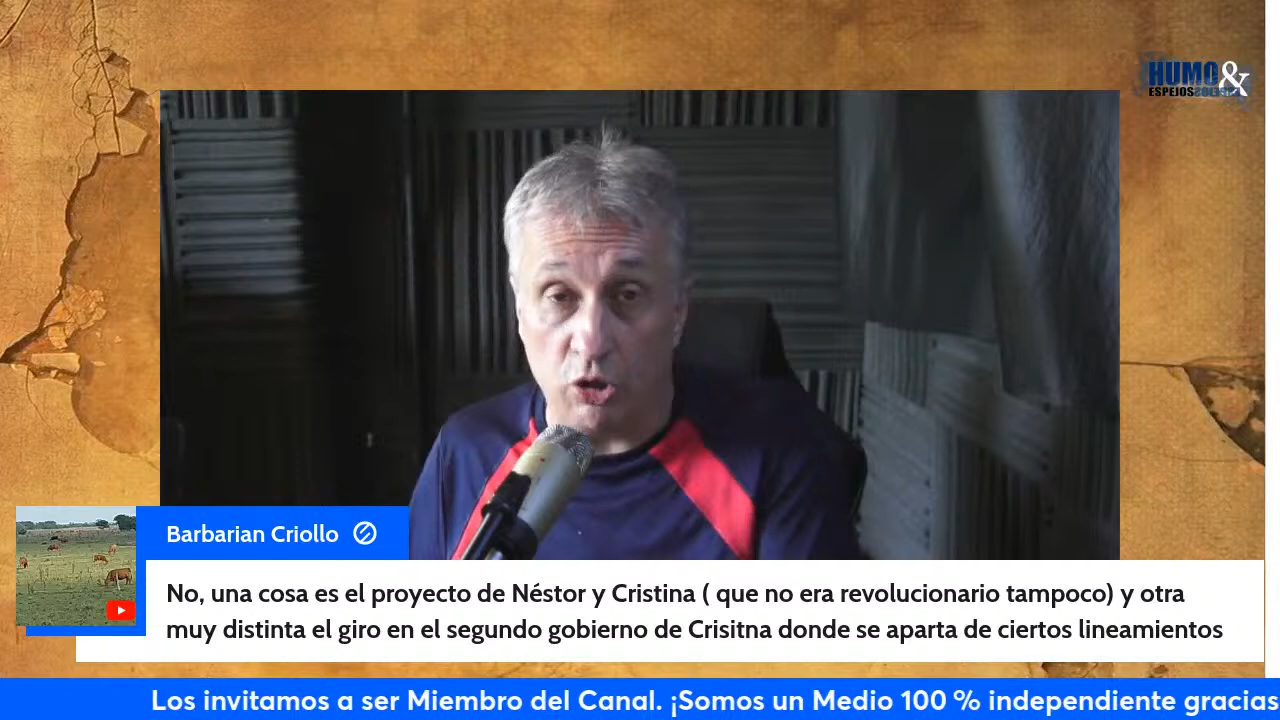 HUMO&
ESPEJOS
Barbarian Criollo
No, una cosa es el proyecto de Néstor y Cristina ( que no era revolucionario tampoco) y otra
muy distinta el giro en el segundo gobierno de Crisitna donde se aparta de ciertos lineamientos
Los invitamos a ser Miembro del Canal. ¡Somos un Medio 100 % independiente gracias